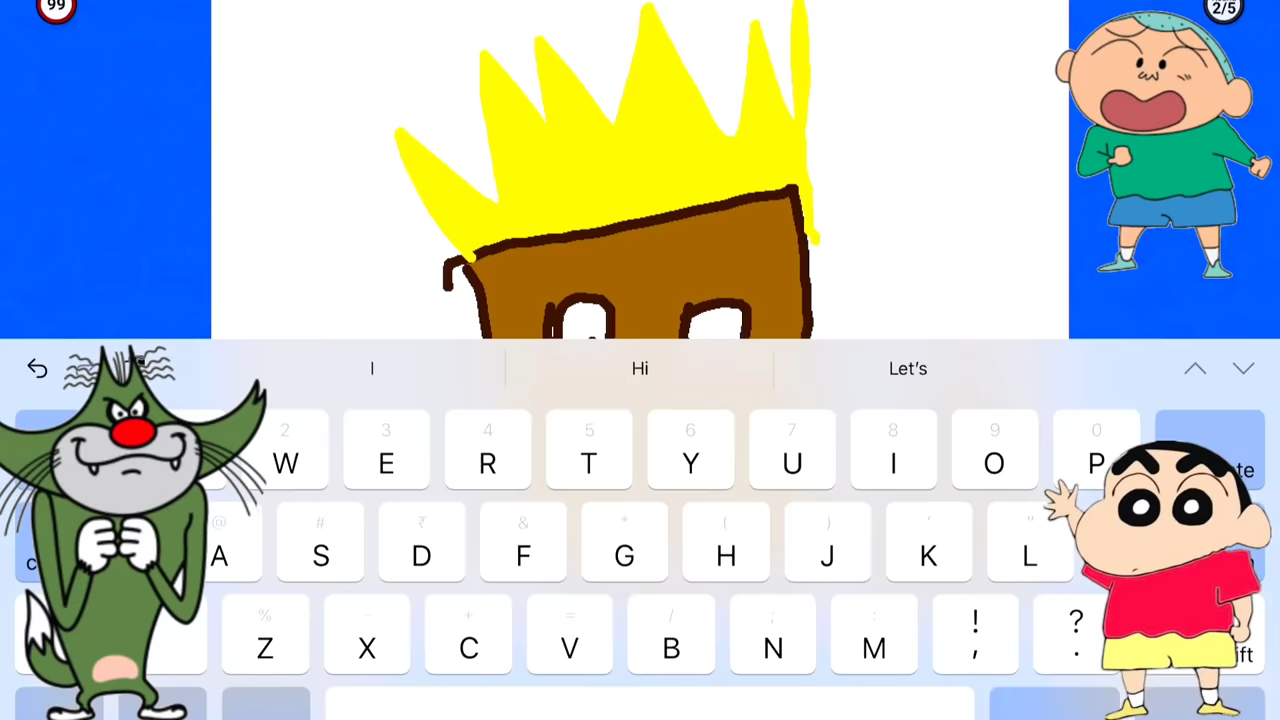 99
2/5
I Hi Let's
2 3 4 5 6 7 8 9 0
W E R T Y U I O P
@ # ₹ & * ( ) ' "
A S D F G H J K L
% - + = / ; : ! ?
Z X C V B N M , .